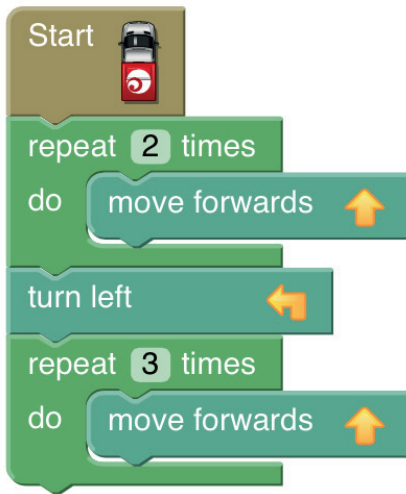 Start
repeat 2 times
do move forwards
turn left
repeat 3 times
do move forwards